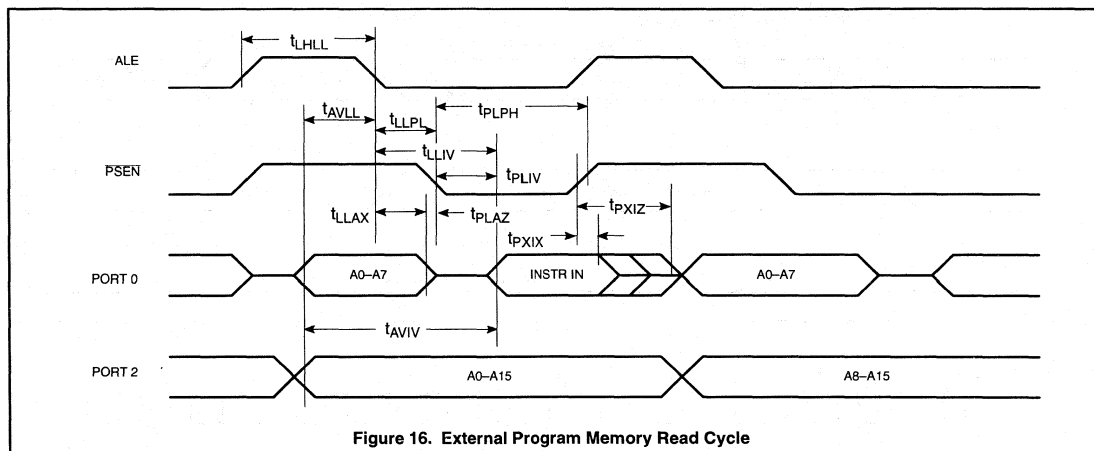 ALE
tLHLL
tAVLL
tLLPL
tPLPH
tLLIV
PSEN
tPLIV
tLLAX
tPLAZ
tPXIZ
tPXIX
PORT 0
A0–A7
INSTR IN
A0–A7
tAVIV
PORT 2
A0–A15
A8–A15
Figure 16. External Program Memory Read Cycle